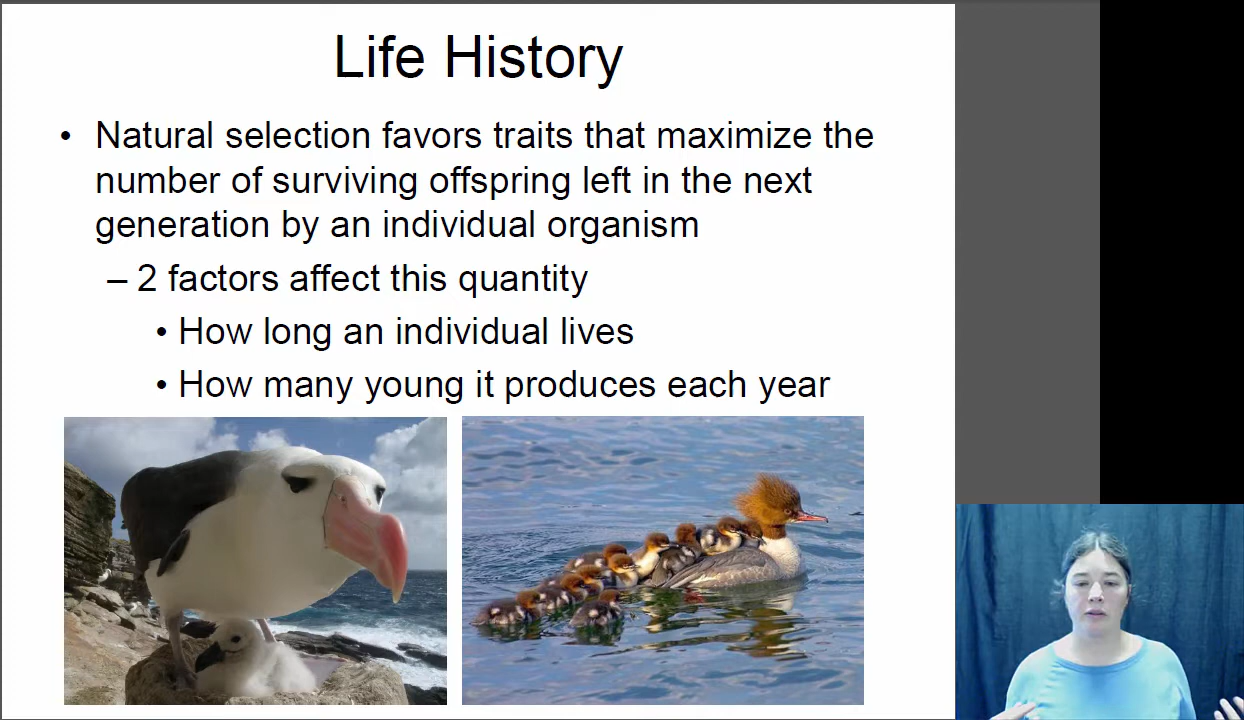 Life History
• Natural selection favors traits that maximize the
number of surviving offspring left in the next
generation by an individual organism
– 2 factors affect this quantity
• How long an individual lives
• How many young it produces each year